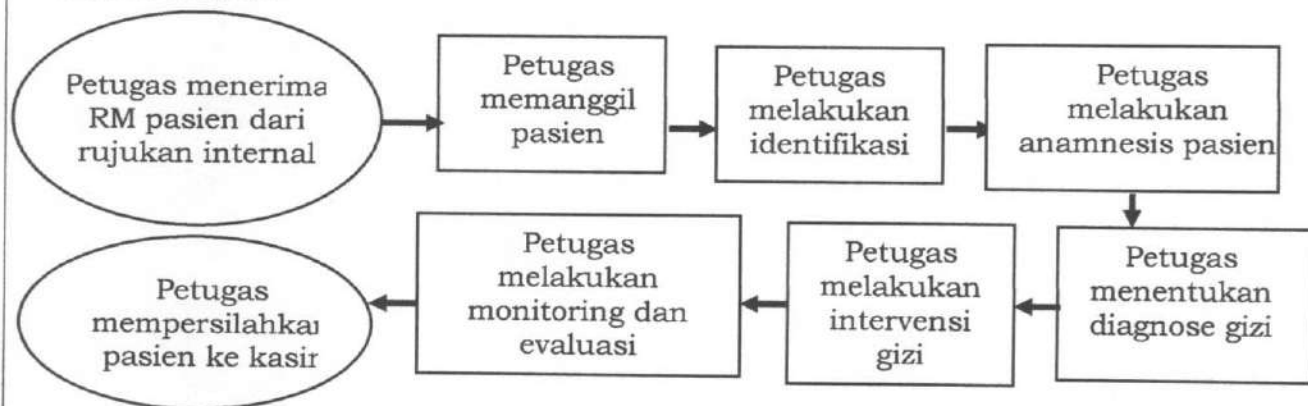 Petugas menerima
RM pasien dari
rujukan internal
Petugas
memanggil
pasien
Petugas
melakukan
identifikasi
Petugas
melakukan
anamnesis pasien
Petugas
menentukan
diagnose gizi
Petugas
melakukan
intervensi
gizi
Petugas
melakukan
monitoring dan
evaluasi
Petugas
mempersilahkan
pasien ke kasir